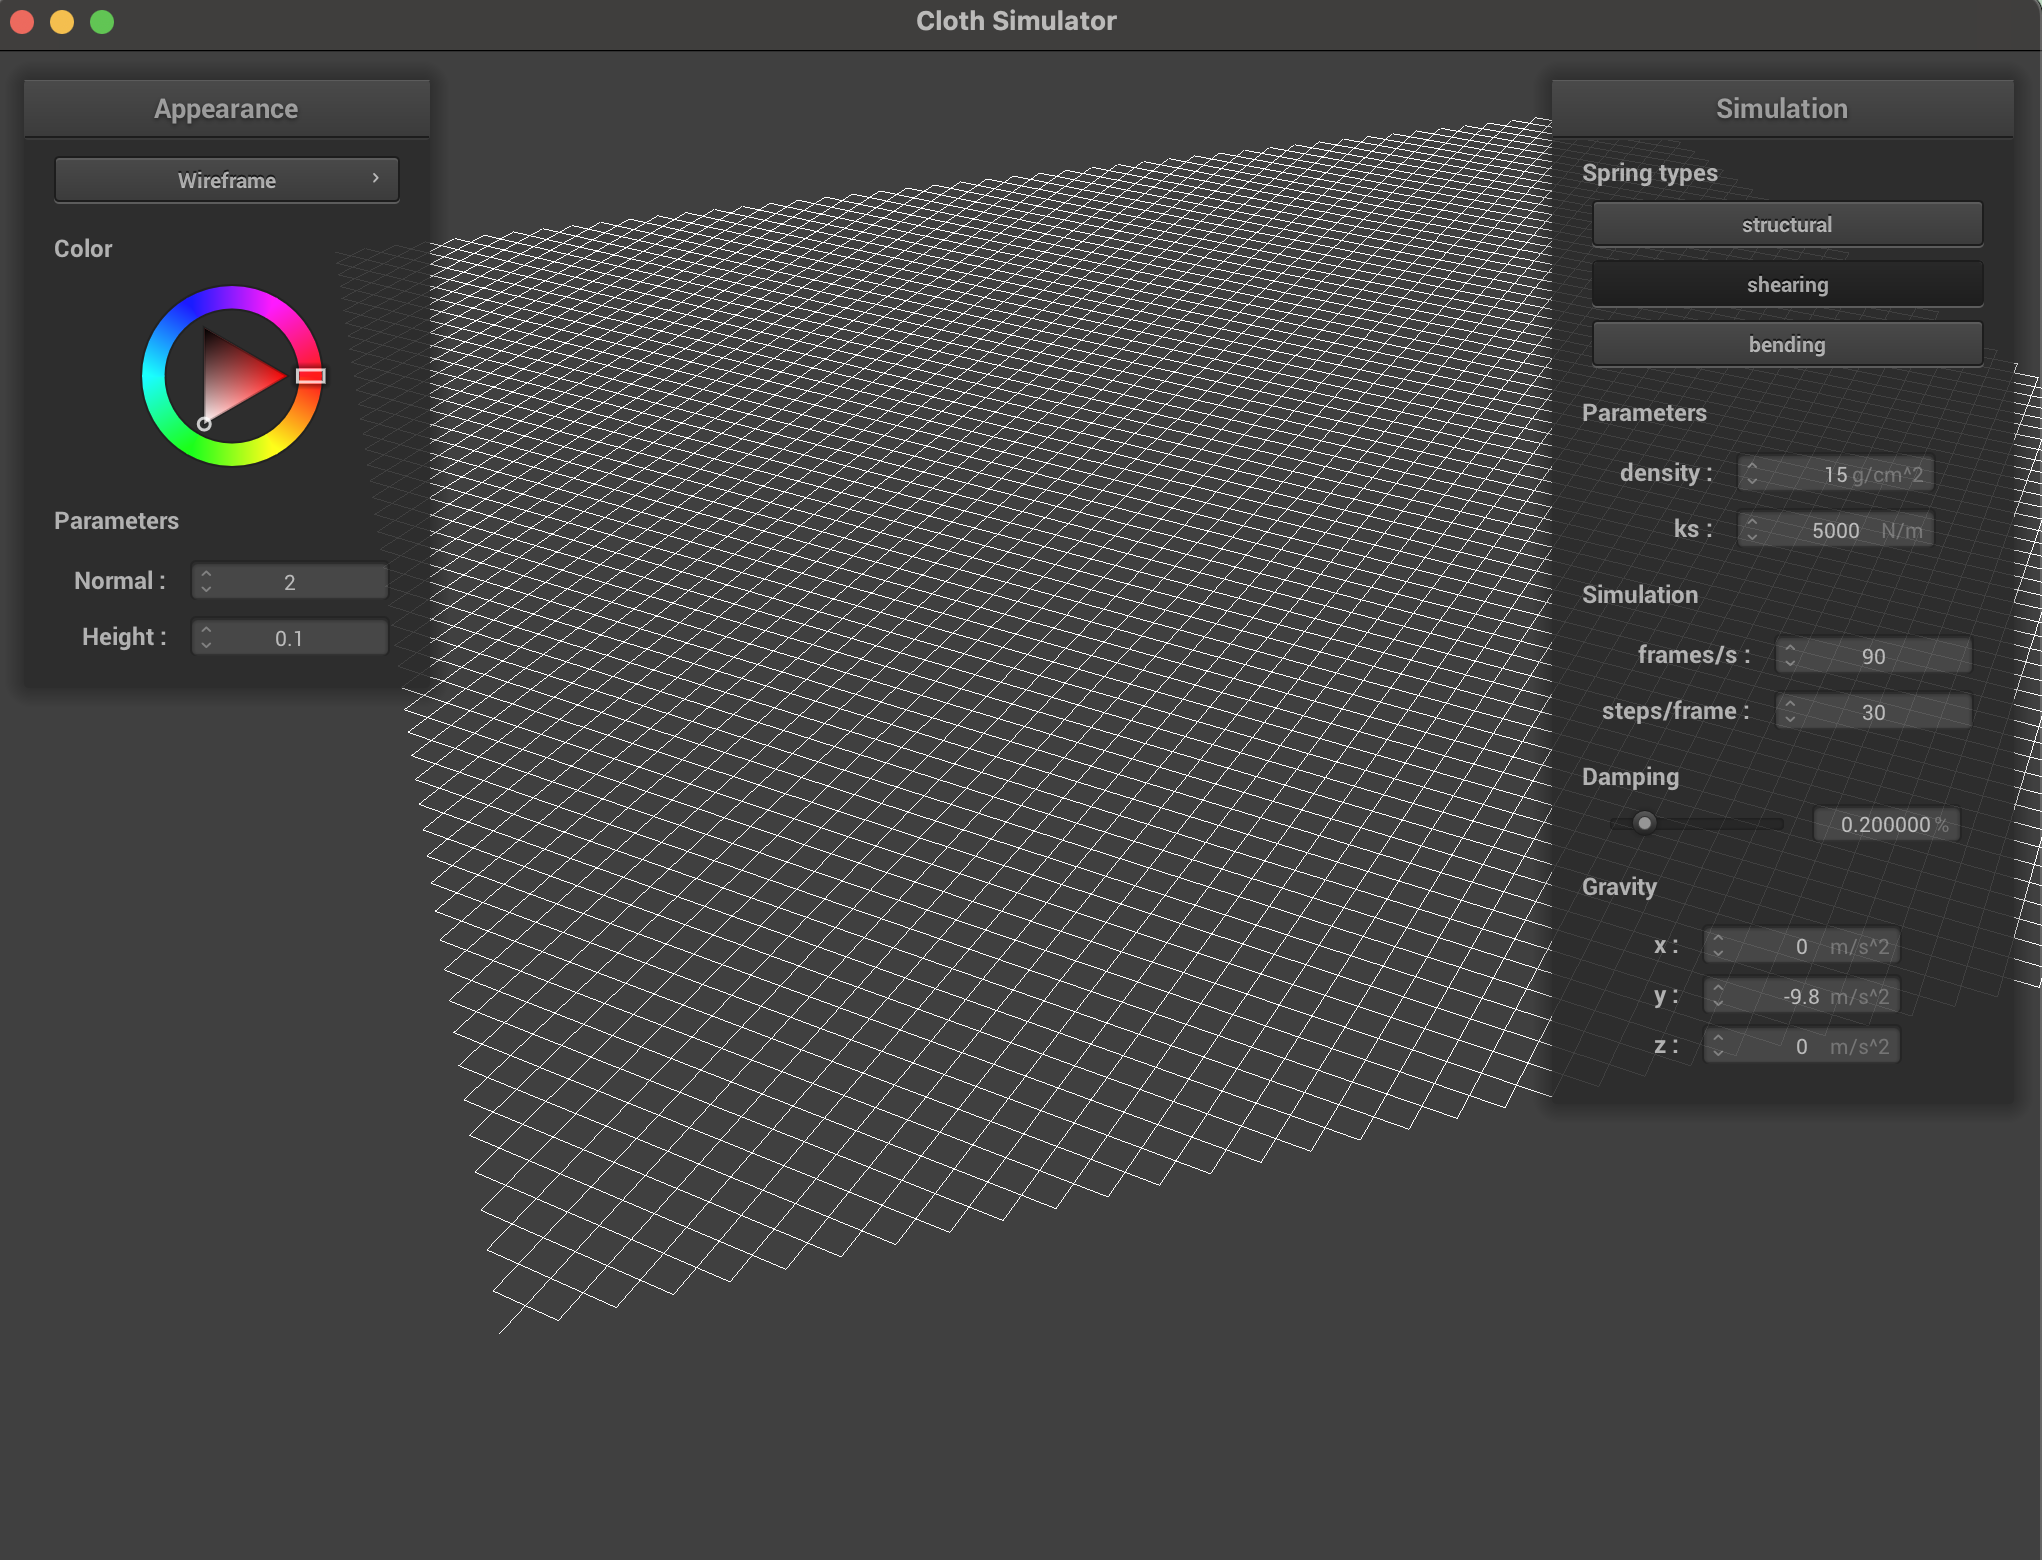 Cloth Simulator
Appearance
Wireframe
Color
Parameters
Normal : 2
Height : 0.1
Simulation
Spring types
structural
shearing
bending
Parameters
density : 15 g/cm^2
ks : 5000 N/m
Simulation
frames/s : 90
steps/frame : 30
Damping
0.200000 %
Gravity
x : 0 m/s^2
y : -9.8 m/s^2
z : 0 m/s^2